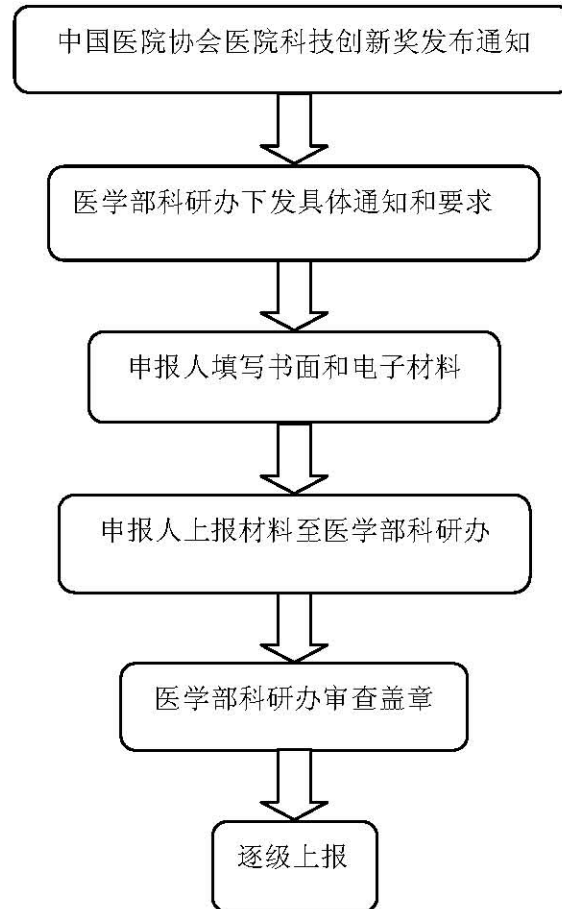 中国医院协会医院科技创新奖发布通知
医学部科研办下发具体通知和要求
申报人填写书面和电子材料
申报人上报材料至医学部科研办
医学部科研办审查盖章
逐级上报